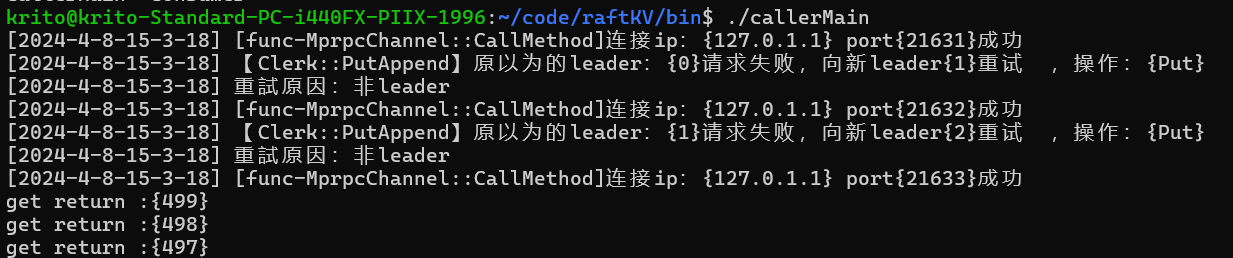 krito@krito-Standard-PC-i440FX-PIIX-1996:~/code/raftKV/bin$ ./callerMain
[2024-4-8-15-3-18] [func-MprpcChannel::CallMethod]连接ip：{127.0.1.1} port{21631}成功
[2024-4-8-15-3-18] 【Clerk::PutAppend】原以为的leader：{0}请求失败，向新leader{1}重试  ，操作：{Put}
[2024-4-8-15-3-18] 重試原因：非leader
[2024-4-8-15-3-18] [func-MprpcChannel::CallMethod]连接ip：{127.0.1.1} port{21632}成功
[2024-4-8-15-3-18] 【Clerk::PutAppend】原以为的leader：{1}请求失败，向新leader{2}重试  ，操作：{Put}
[2024-4-8-15-3-18] 重試原因：非leader
[2024-4-8-15-3-18] [func-MprpcChannel::CallMethod]连接ip：{127.0.1.1} port{21633}成功
get return :{499}
get return :{498}
get return :{497}